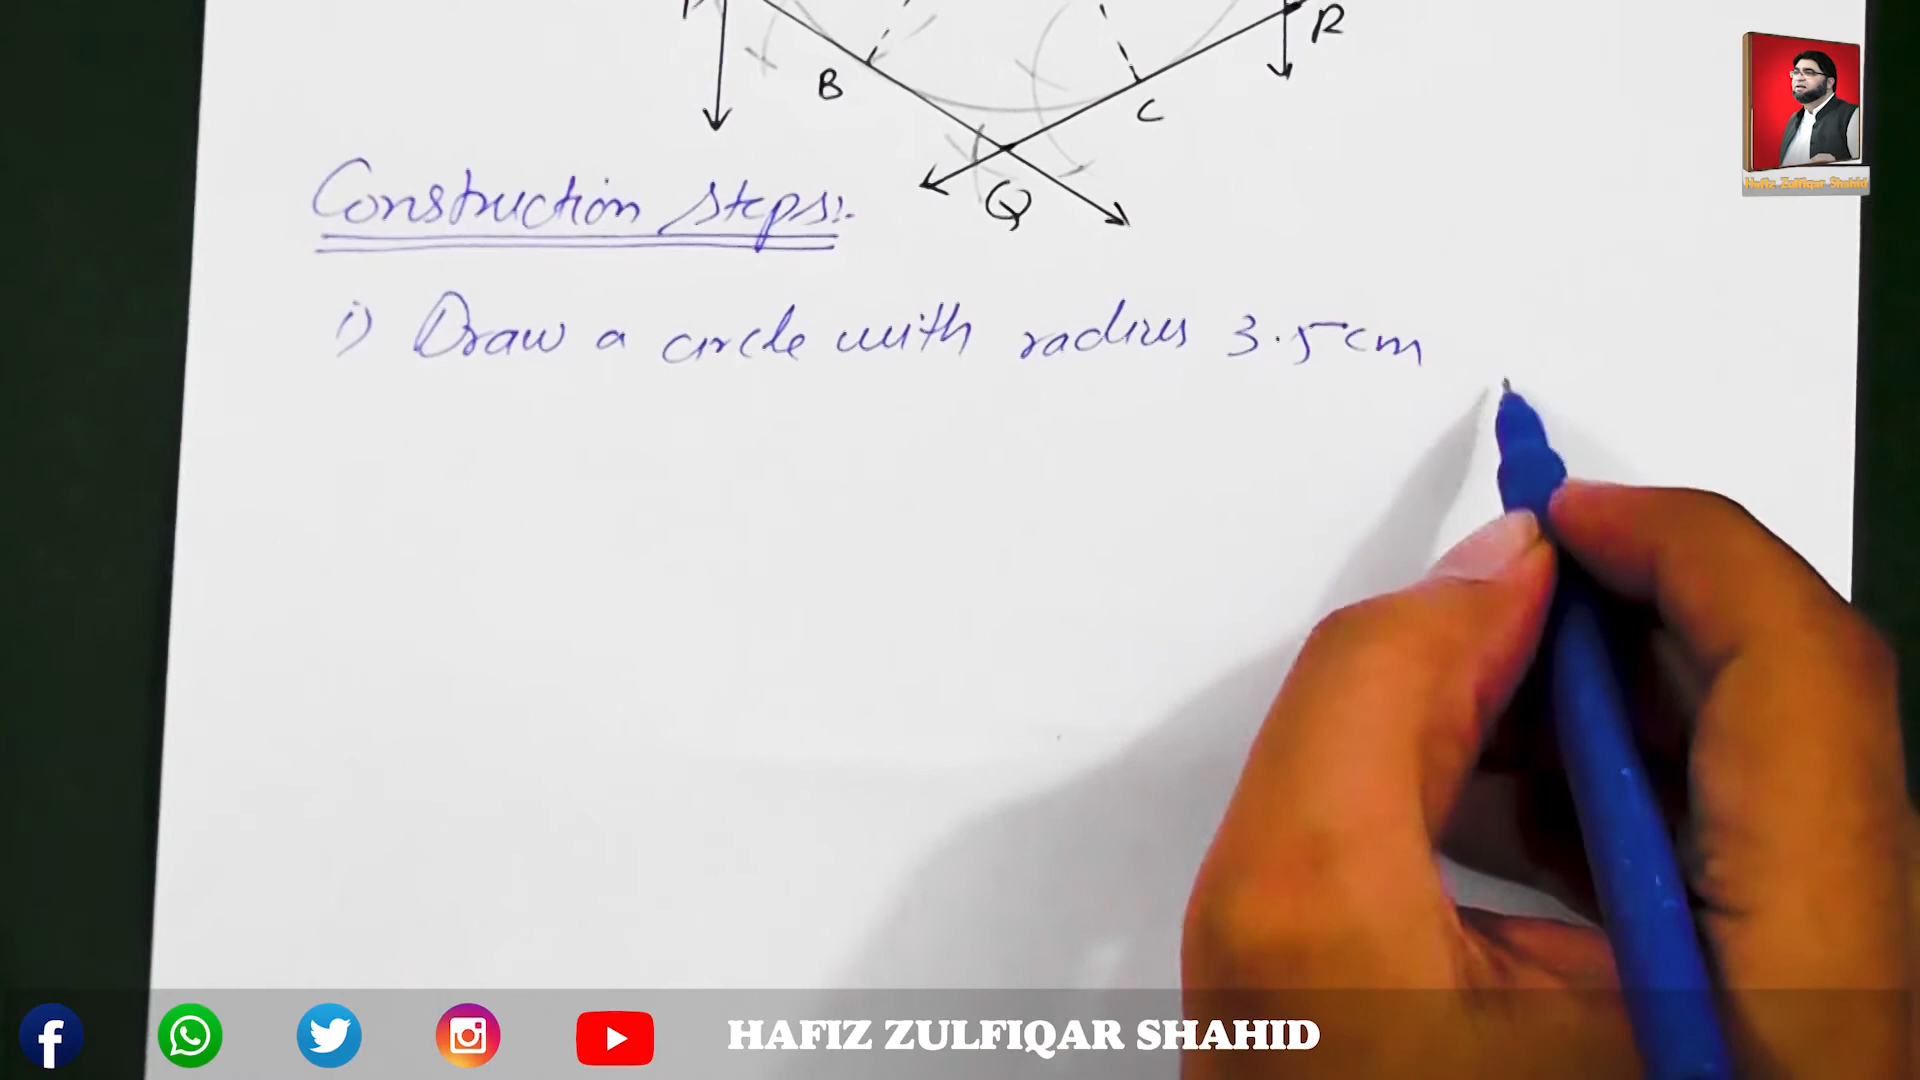 R
B
C
Q
Construction Steps:-
i) Draw a circle with radius 3.5cm
Hafiz Zulfiqar Shahid
HAFIZ ZULFIQAR SHAHID